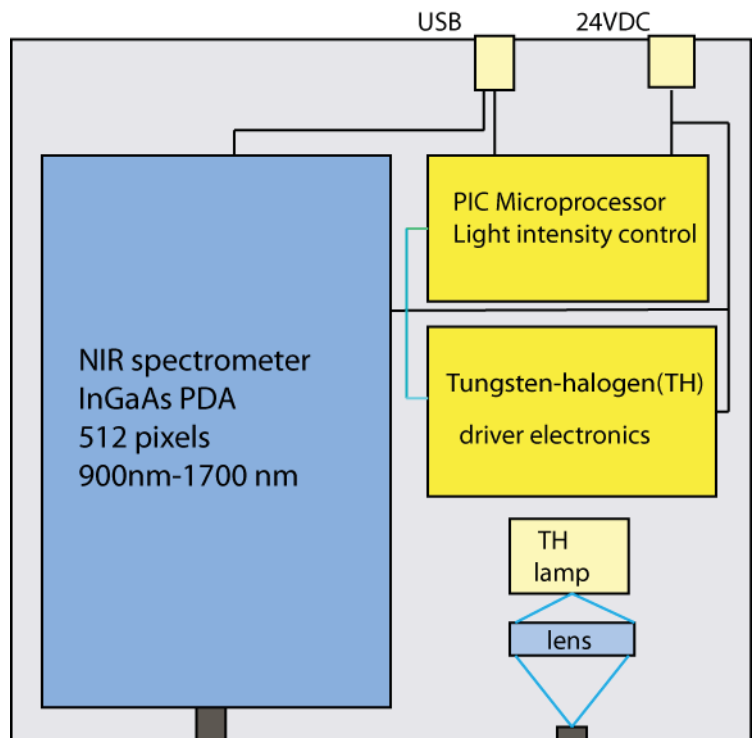 USB
24VDC
PIC Microprocessor
Light intensity control
NIR spectrometer
InGaAs PDA
512 pixels
900nm-1700 nm
Tungsten-halogen(TH)
driver electronics
TH
lamp
lens